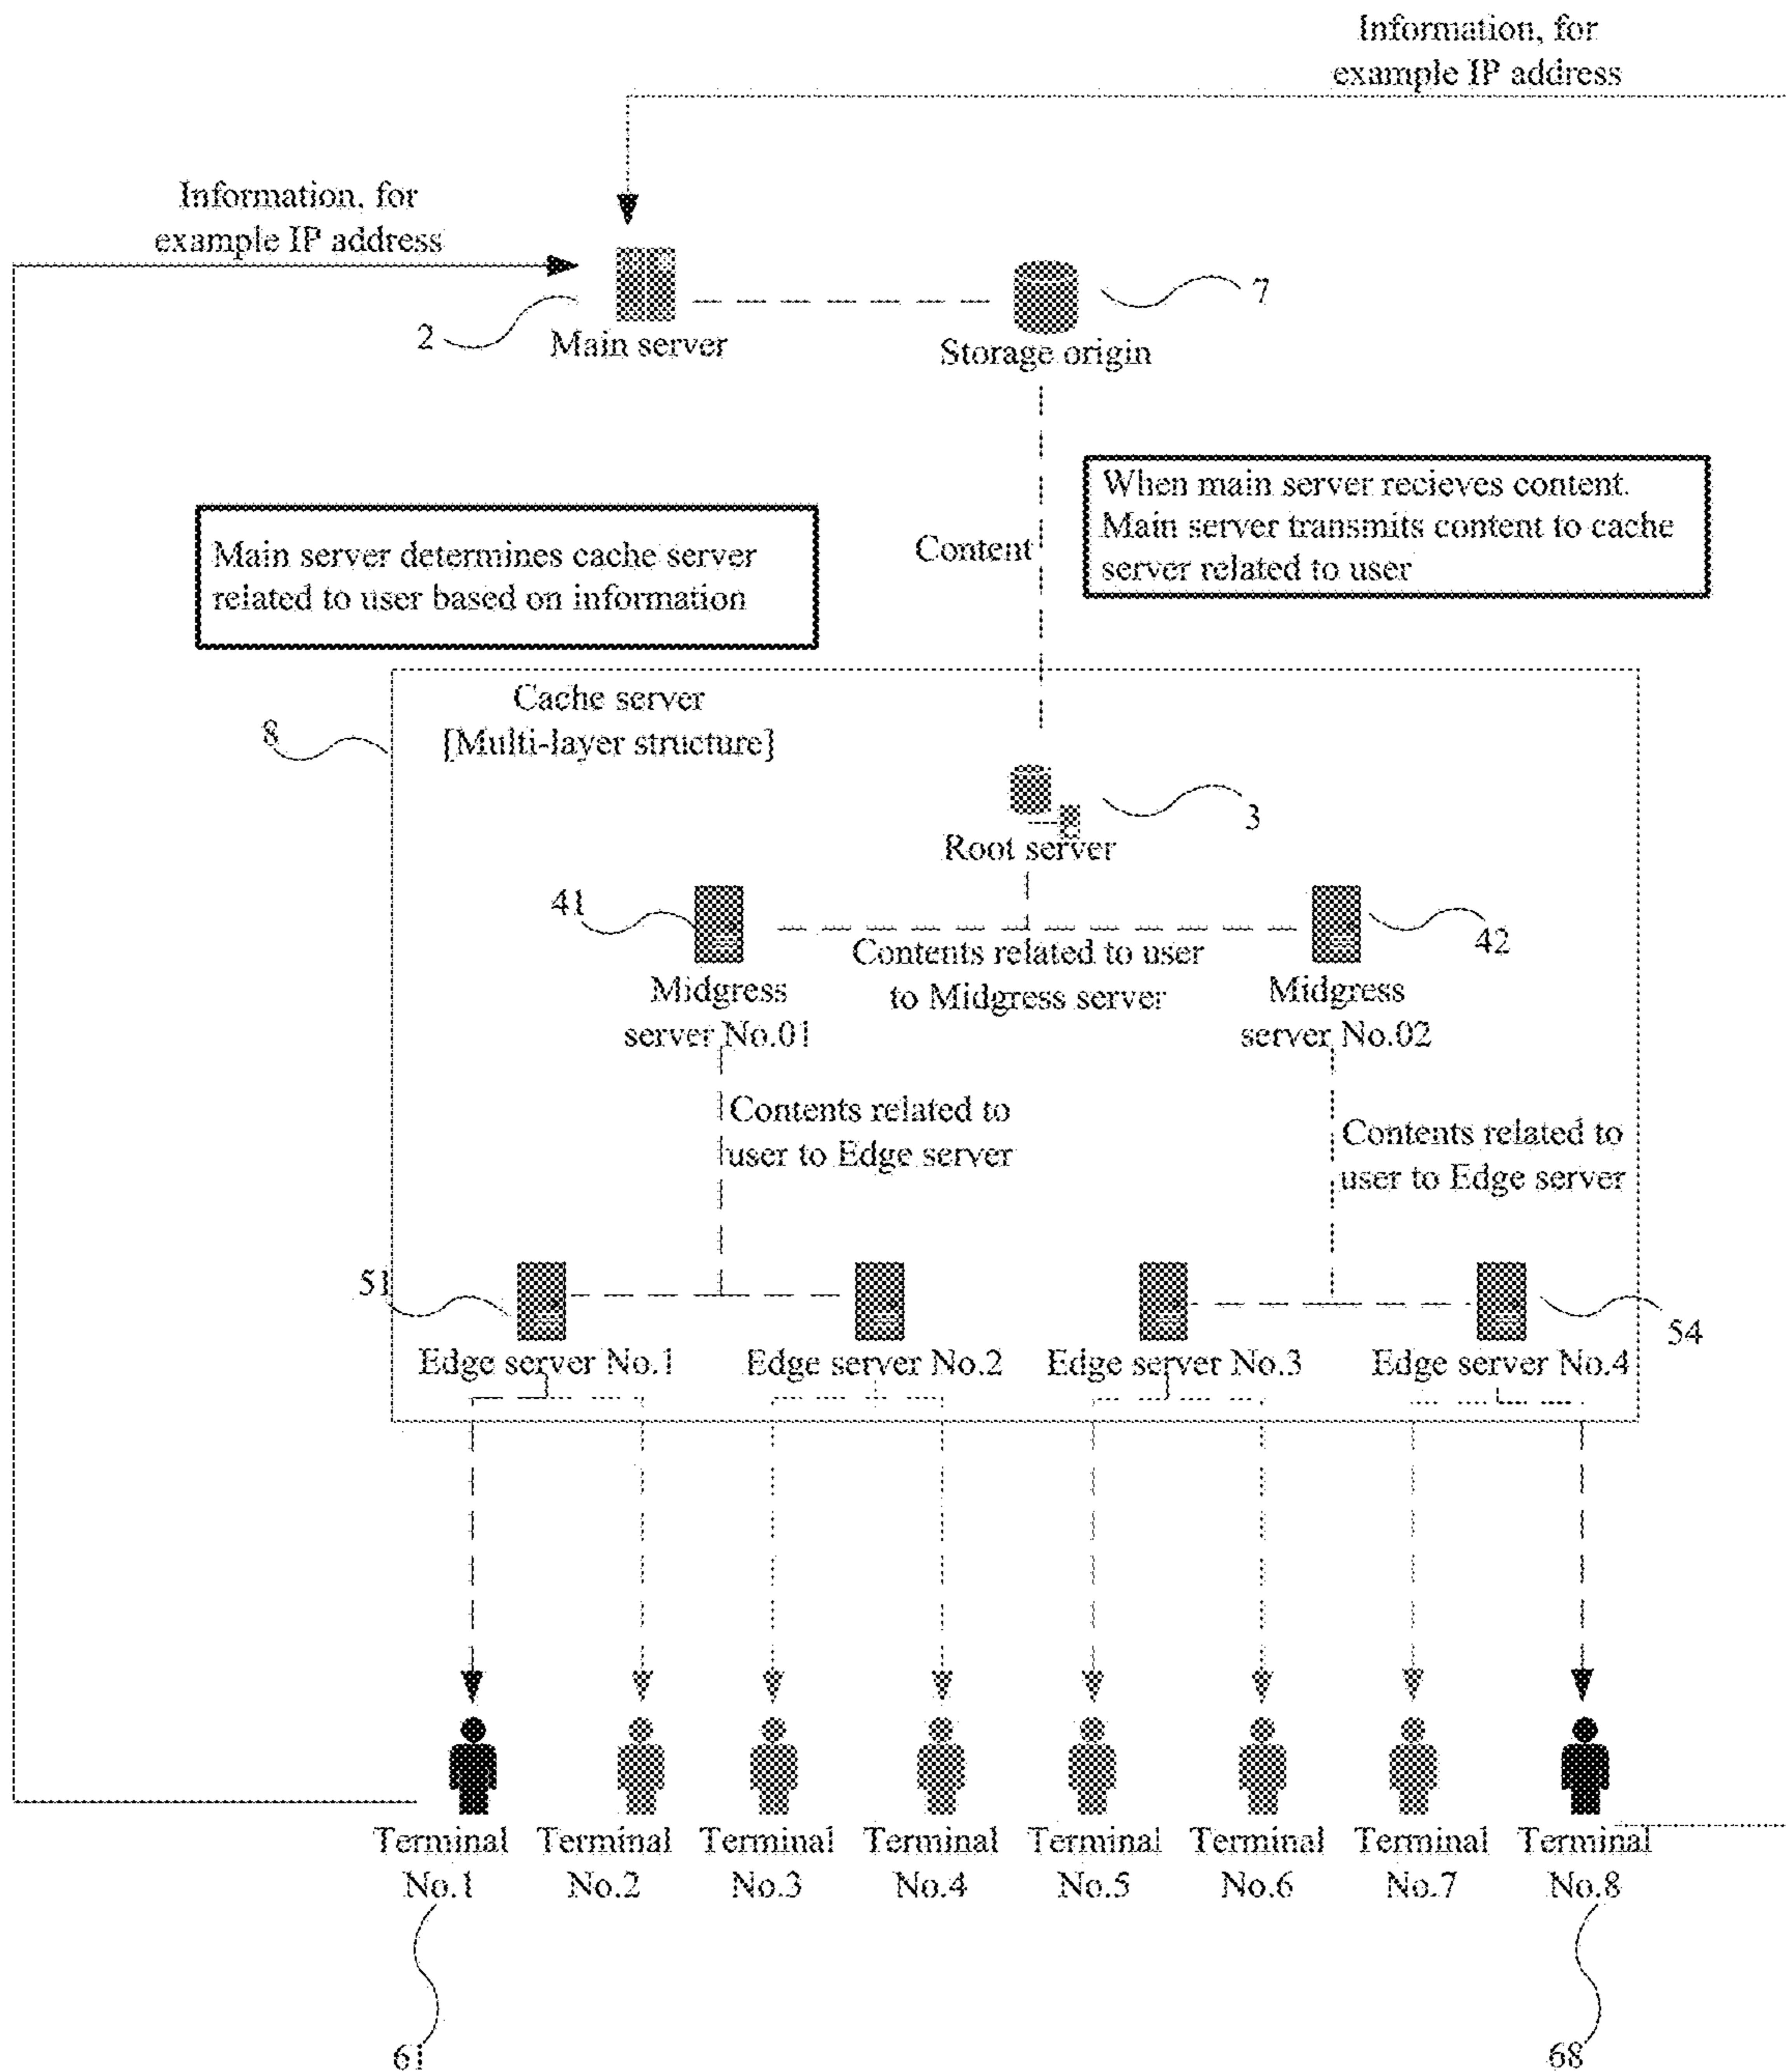 Information, for
example IP address
Information, for
example IP address
2
Main server
7
Storage origin
Main server determines cache server
related to user based on information
Content
When main server recieves content.
Main server transmits content to cache
server related to user
8
Cache server
[Multi-layer structure]
3
Root server
41
42
Contents related to user
to Midgress server
Midgress
server No.01
Midgress
server No.02
Contents related to
user to Edge server
Contents related to
user to Edge server
51
54
Edge server No.1
Edge server No.2
Edge server No.3
Edge server No.4
Terminal
No.1
Terminal
No.2
Terminal
No.3
Terminal
No.4
Terminal
No.5
Terminal
No.6
Terminal
No.7
Terminal
No.8
61
68